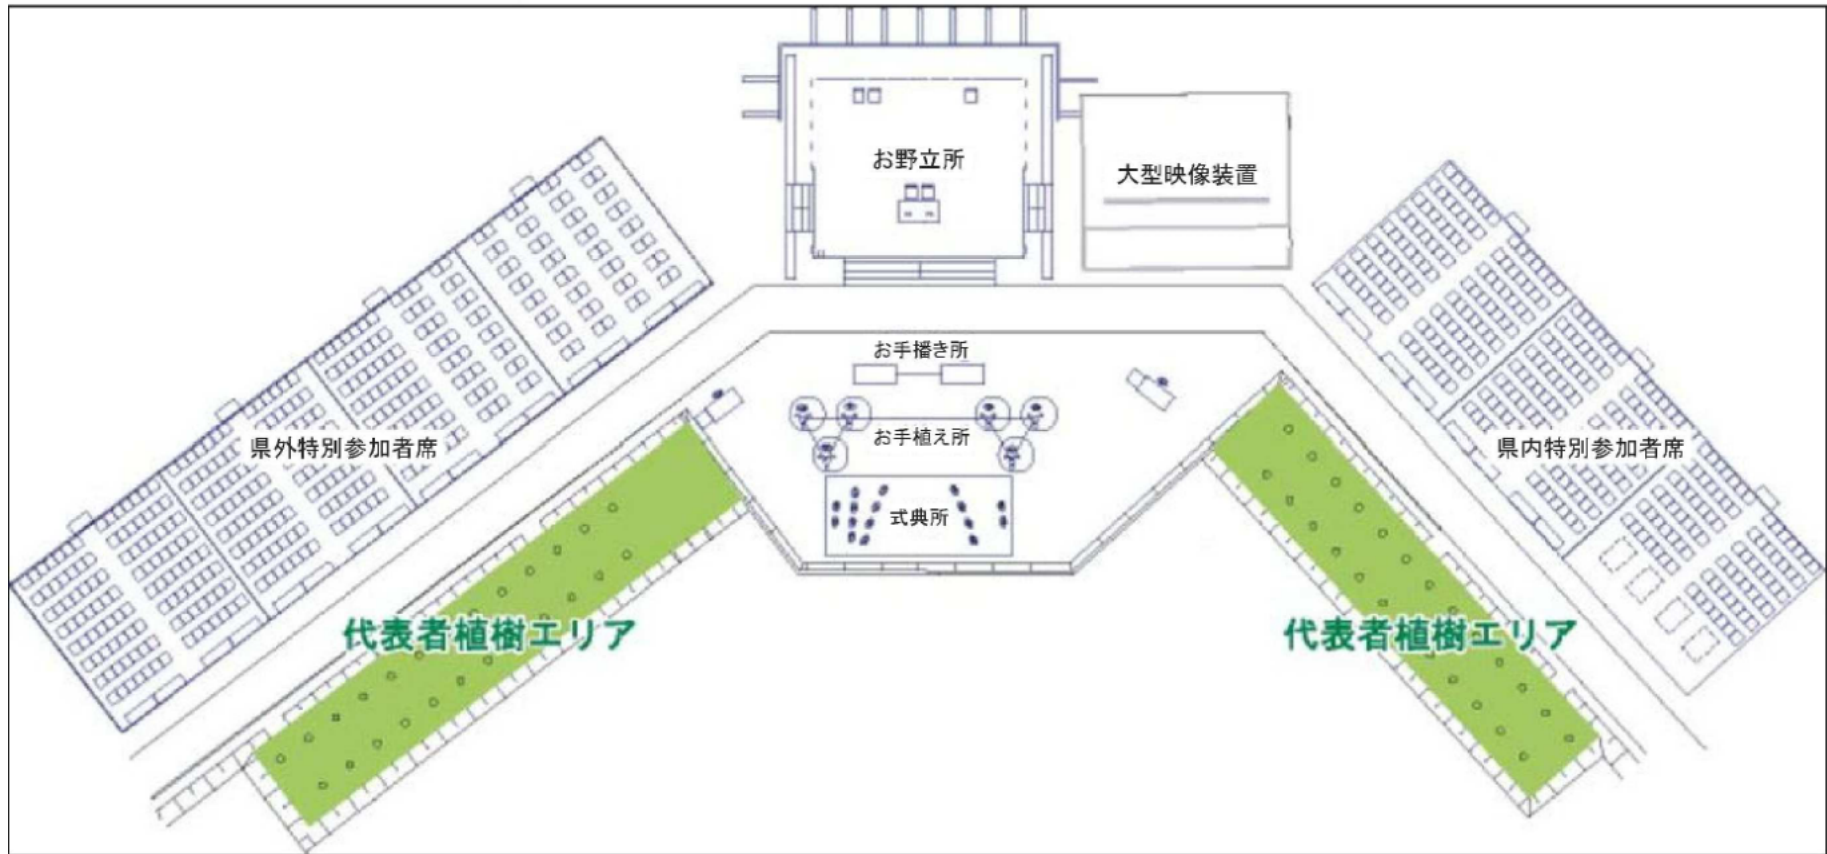 お野立所
大型映像装置
お手播き所
お手植え所
式典所
県外特別参加者席
県内特別参加者席
代表者植樹エリア
代表者植樹エリア